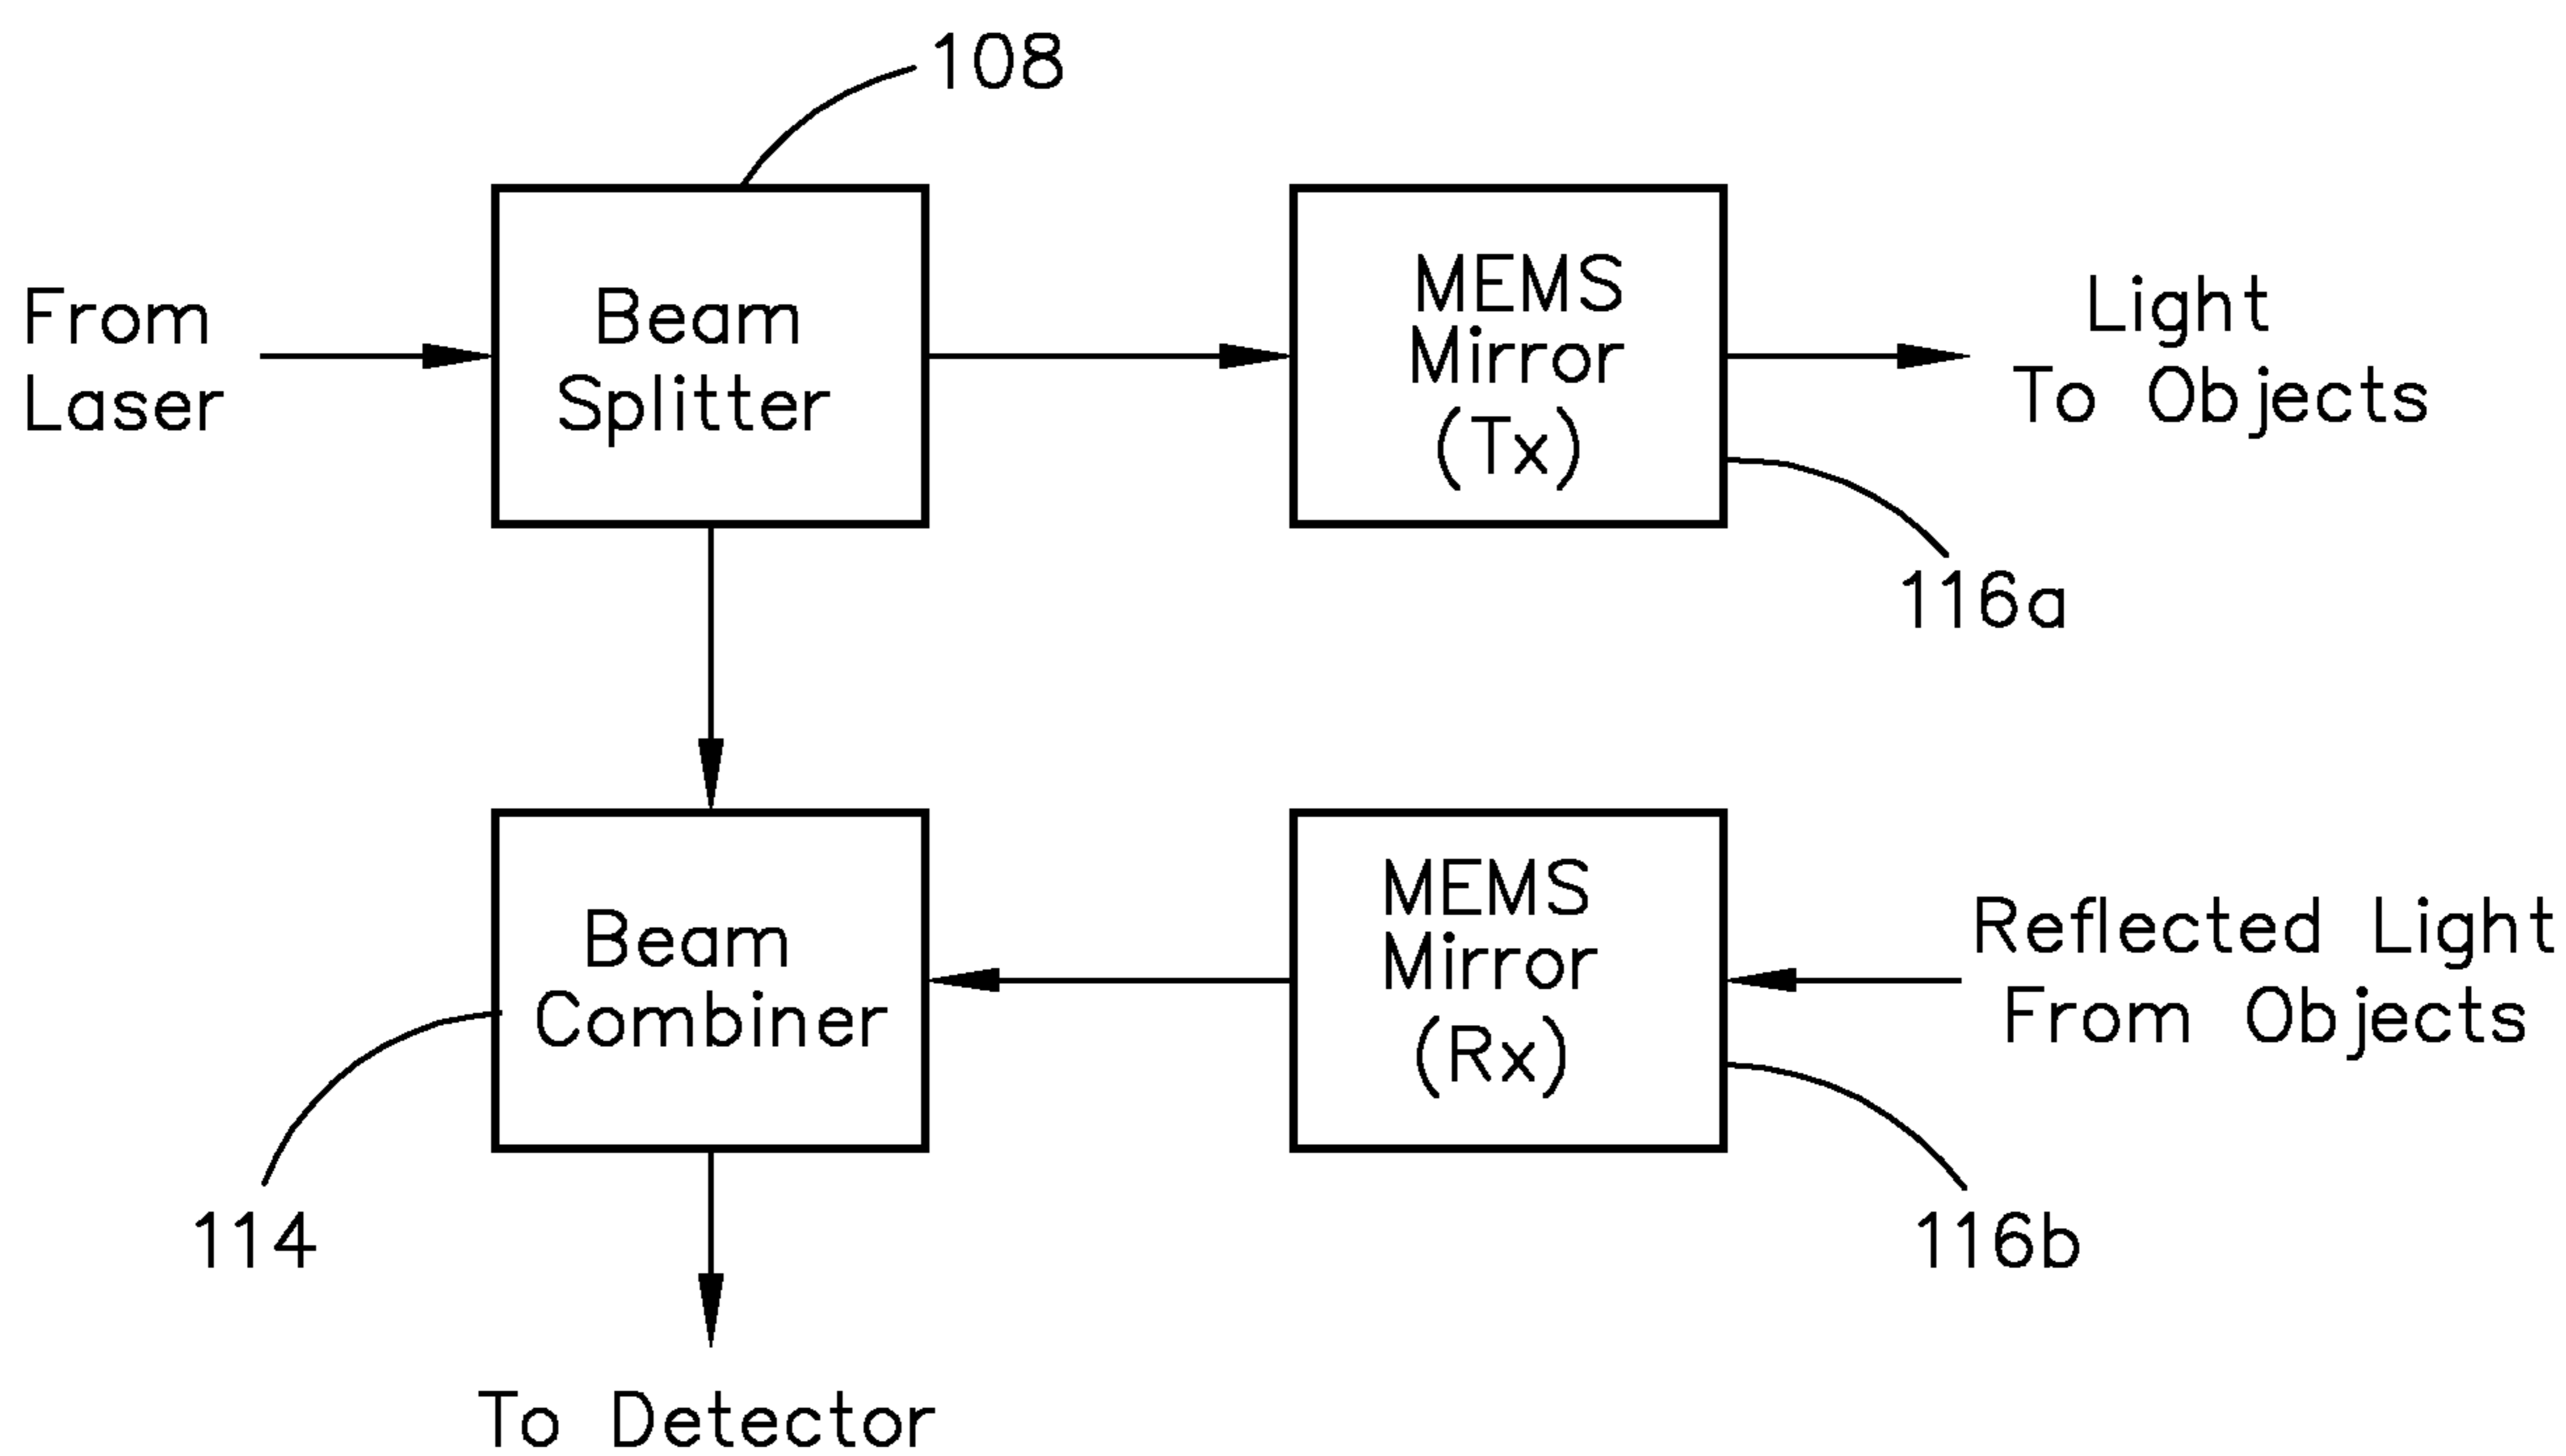 108
From
Laser
Beam
Splitter
MEMS
Mirror
(Tx)
Light
To Objects
116a
Beam
Combiner
MEMS
Mirror
(Rx)
Reflected Light
From Objects
114
116b
To Detector